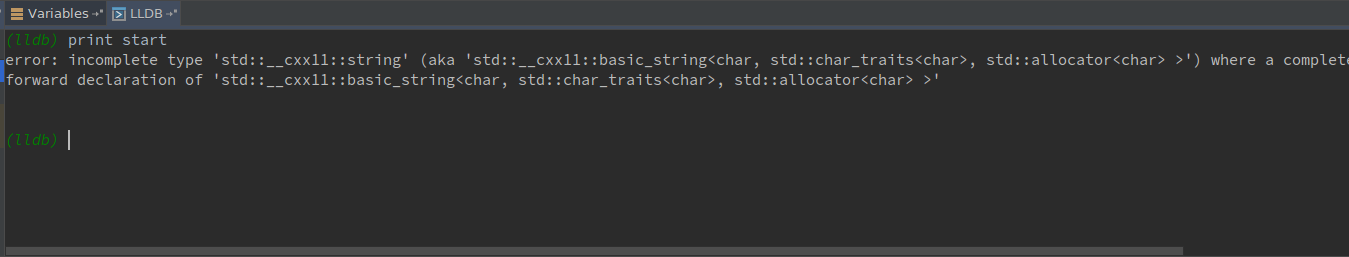 Variables
LLDB
(lldb) print start
error: incomplete type 'std::__cxx11::string' (aka 'std::__cxx11::basic_string<char, std::char_traits<char>, std::allocator<char> >') where a complete
forward declaration of 'std::__cxx11::basic_string<char, std::char_traits<char>, std::allocator<char> >'
(lldb)